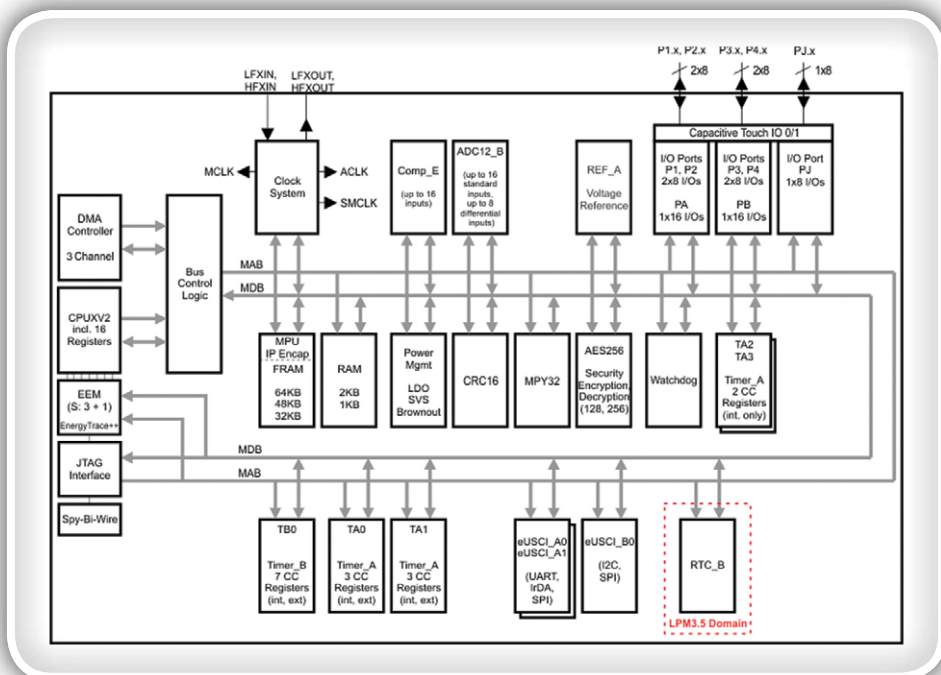 P1.x, P2.x
P3.x, P4.x
PJ.x
2x8
2x8
1x8
LFXIN,
HFXIN
LFXOUT,
HFXOUT
Capacitive Touch IO 0/1
MCLK
Clock
System
ACLK
SMCLK
Comp_E
(up to 16
inputs)
ADC12_B
(up to 16
standard
inputs,
up to 8
differential
inputs)
REF_A
Voltage
Reference
I/O Ports
P1, P2
2x8 I/Os
PA
1x16 I/Os
I/O Ports
P3, P4
2x8 I/Os
PB
1x16 I/Os
I/O Port
PJ
1x8 I/Os
DMA
Controller
3 Channel
Bus
Control
Logic
MAB
MDB
CPUXV2
incl. 16
Registers
MPU
IP Encap
FRAM
64KB
48KB
32KB
RAM
2KB
1KB
Power
Mgmt
LDO
SVS
Brownout
CRC16
MPY32
AES256
Security
Encryption,
Decryption
(128, 256)
Watchdog
TA2
TA3
Timer_A
2 CC
Registers
(int. only)
EEM
(S: 3 + 1)
EnergyTrace++
MDB
JTAG
Interface
MAB
Spy-Bi-Wire
TB0
Timer_B
7 CC
Registers
(int, ext)
TA0
Timer_A
3 CC
Registers
(int, ext)
TA1
Timer_A
3 CC
Registers
(int, ext)
eUSCI_A0
eUSCI_A1
(UART,
IrDA,
SPI)
eUSCI_B0
(I2C,
SPI)
RTC_B
LPM3.5 Domain